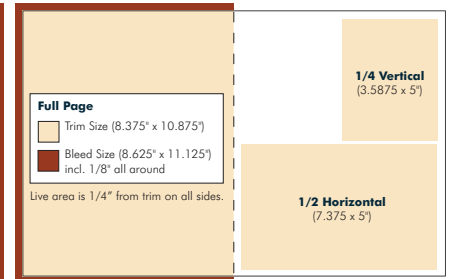 Full Page
Trim Size (8.375" x 10.875")
Bleed Size (8.625" x 11.125")
incl. 1/8" all around
Live area is 1/4” from trim on all sides.
1/4 Vertical
(3.5875 x 5")
1/2 Horizontal
(7.375 x 5")